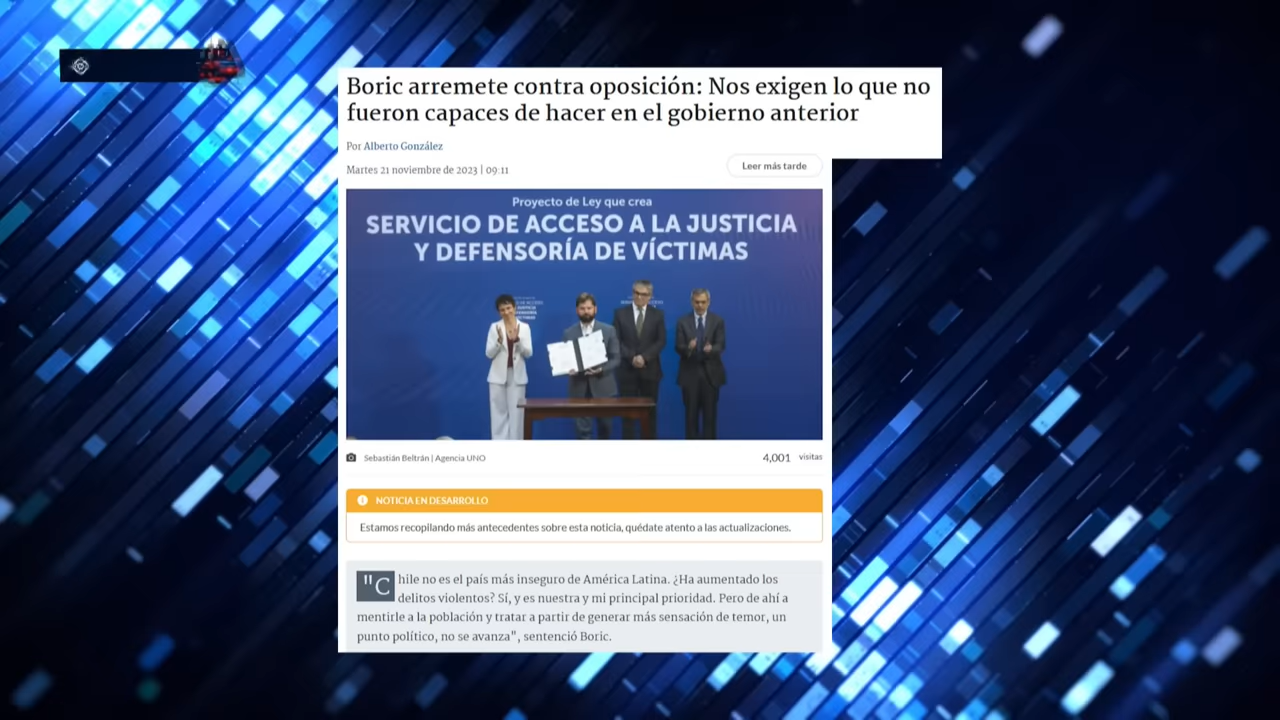 Boric arremete contra oposición: Nos exigen lo que no
fueron capaces de hacer en el gobierno anterior
Por Alberto González
Martes 21 noviembre de 2023 | 09:11
Leer más tarde
Proyecto de Ley que crea
SERVICIO DE ACCESO A LA JUSTICIA
Y DEFENSORÍA DE VÍCTIMAS
Sebastián Beltrán | Agencia UNO
4,001 visitas
NOTICIA EN DESARROLLO
Estamos recopilando más antecedentes sobre esta noticia, quédate atento a las actualizaciones.
"Chile no es el país más inseguro de América Latina. ¿Ha aumentado los
delitos violentos? Sí, y es nuestra y mi principal prioridad. Pero de ahí a
mentirle a la población y tratar a partir de generar más sensación de temor, un
punto político, no se avanza", sentenció Boric.